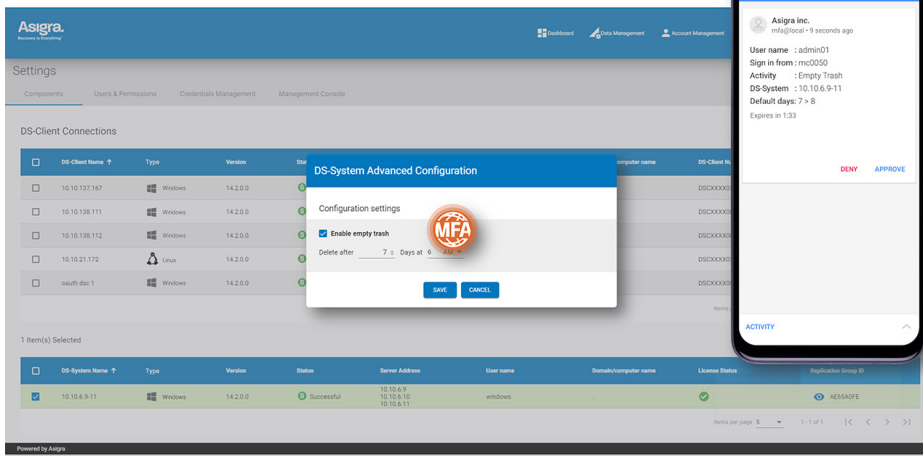 Asigra.
Recovery is Everything
Dashboard
Data Management
Account Management
Settings
Components Users & Permissions Credentials Management Management Console
DS-Client Connections
DS-Client Name ↑ Type Version computer name
10.10.137.167 Windows 14.2.0.0 S
10.10.138.111 Windows 14.2.0.0 S
10.10.138.112 Windows 14.2.0.0 S
10.10.21.172 Linux 14.2.0.0 S
oauth dsc 1 Windows 14.2.0.0 S
DS-System Advanced Configuration
Configuration settings
Enable empty trash
Delete after 7 Days at 6 AM
MFA
SAVE CANCEL
1 Item(s) Selected
DS-System Name ↑ Type Version Status Server Address User name Domain/computer name License Status Replication Group ID
10.10.6.9-11 Windows 14.2.0.0 S Successful 10.10.6.9 windows AE65A0FE
10.10.6.10
10.10.6.11
Items per page 5 1 - 1 of 1 |< < > >|
Powered by Asigra
Asigra inc.
mfa@local • 9 seconds ago
User name : admin01
Sign in from : mc0050
Activity : Empty Trash
DS-System : 10.10.6.9-11
Default days: 7 > 8
Expires in 1:33
DENY APPROVE
ACTIVITY